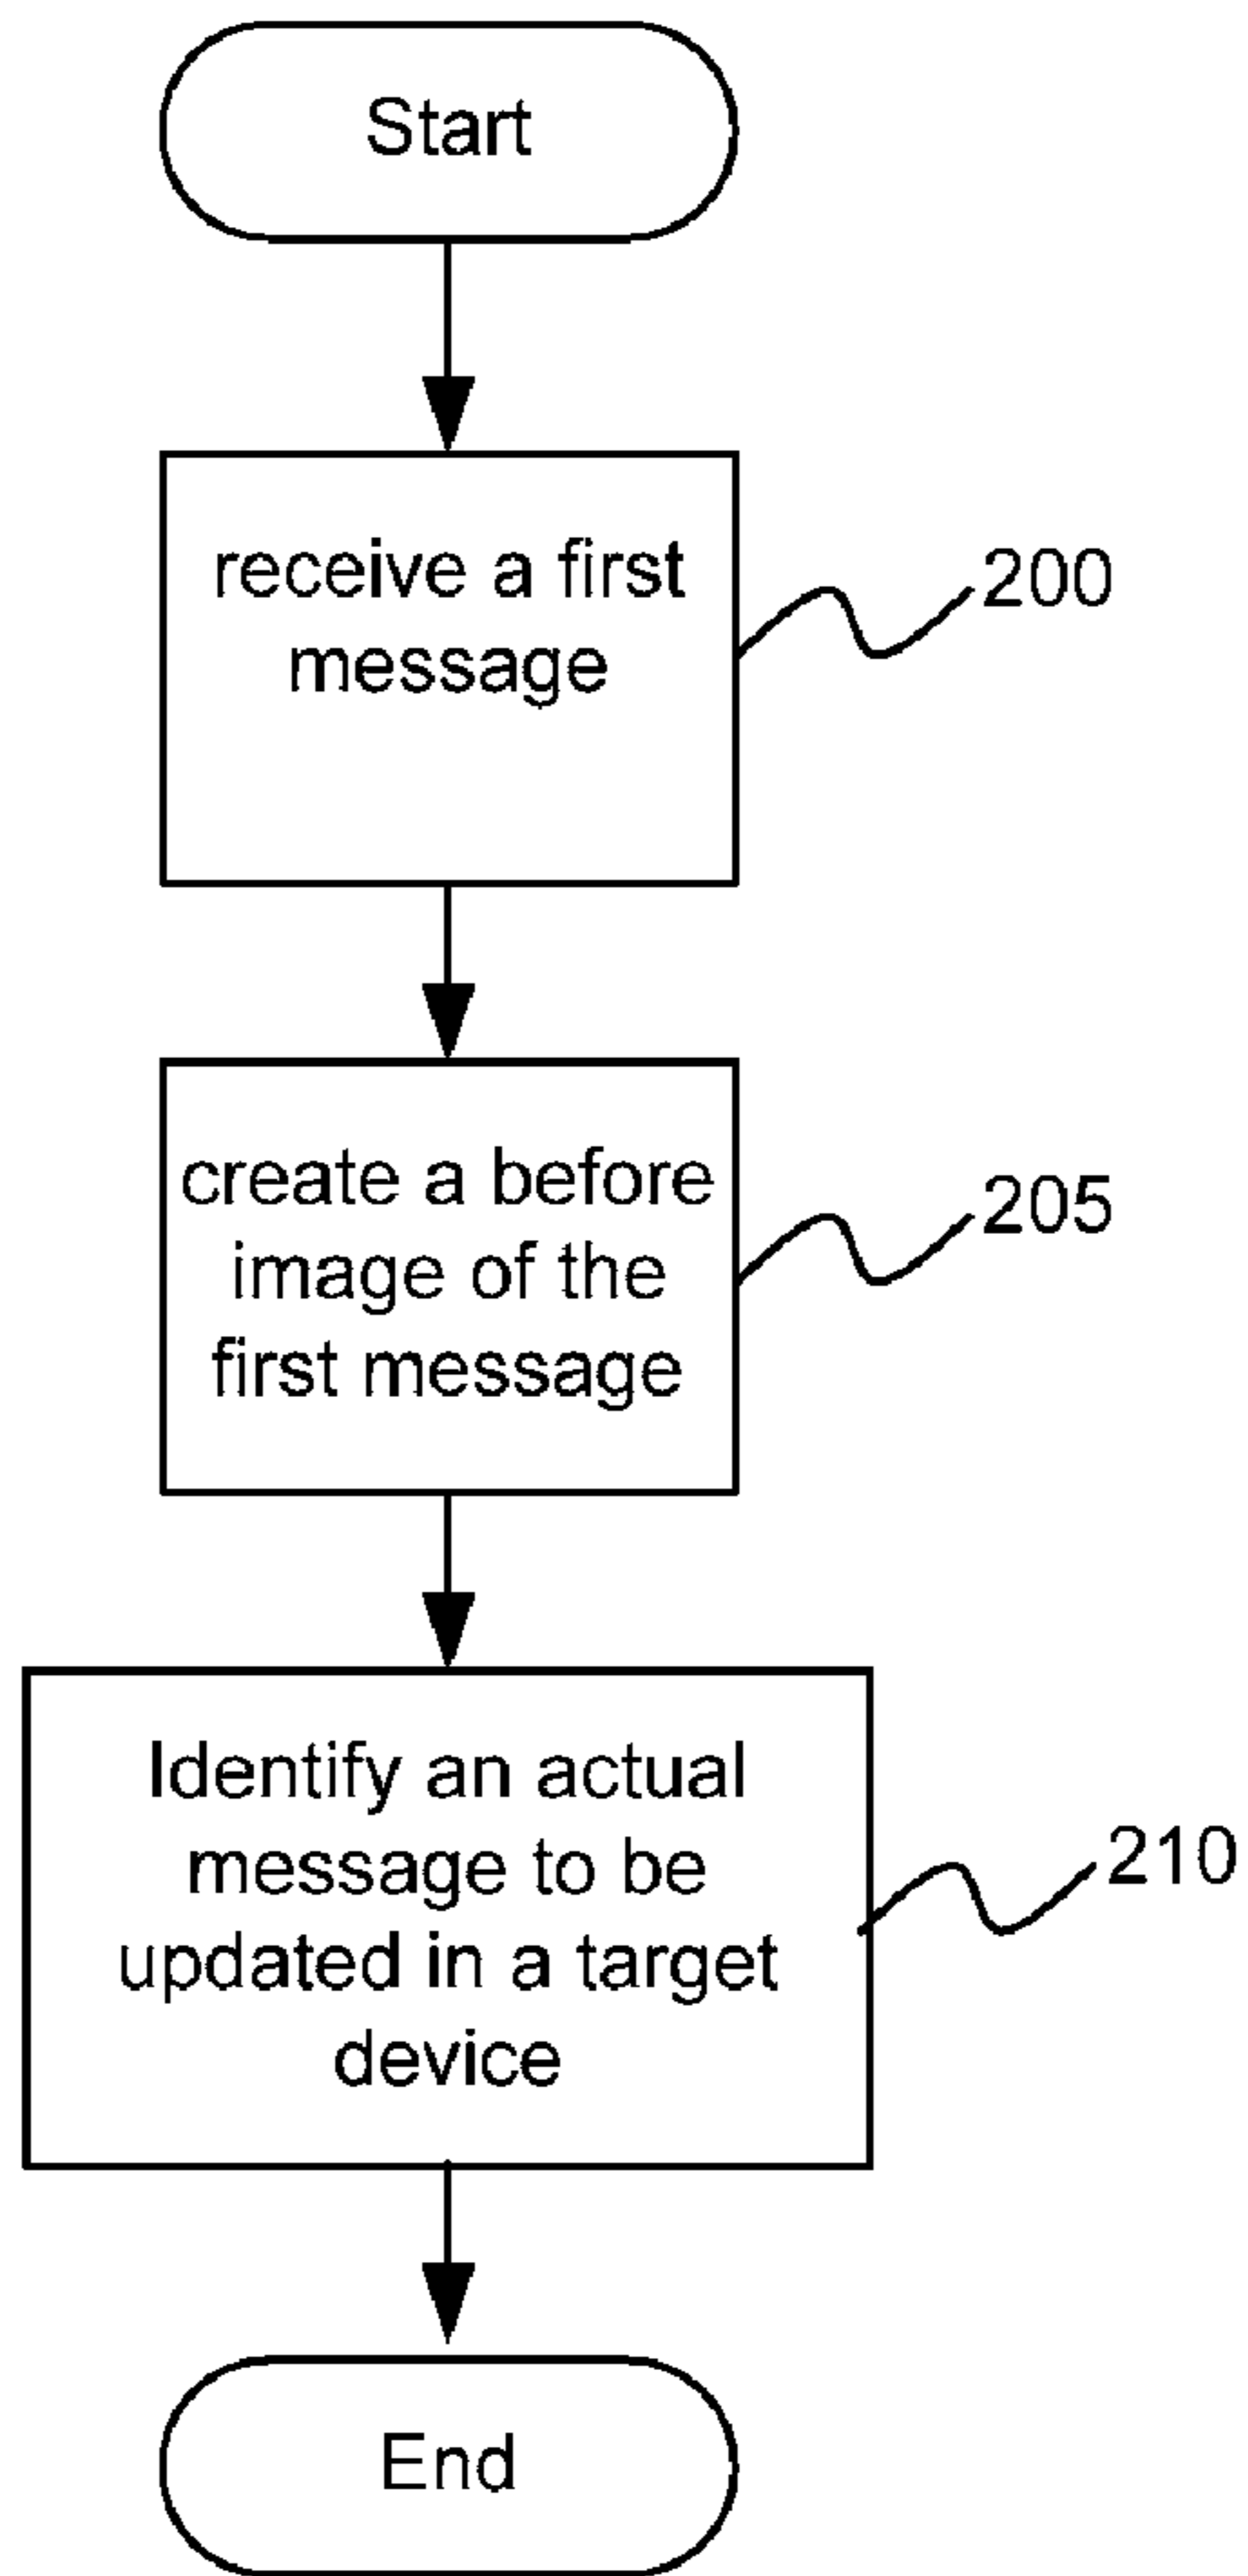 Start
receive a first
message
200
create a before
image of the
first message
205
Identify an actual
message to be
updated in a target
device
210
End